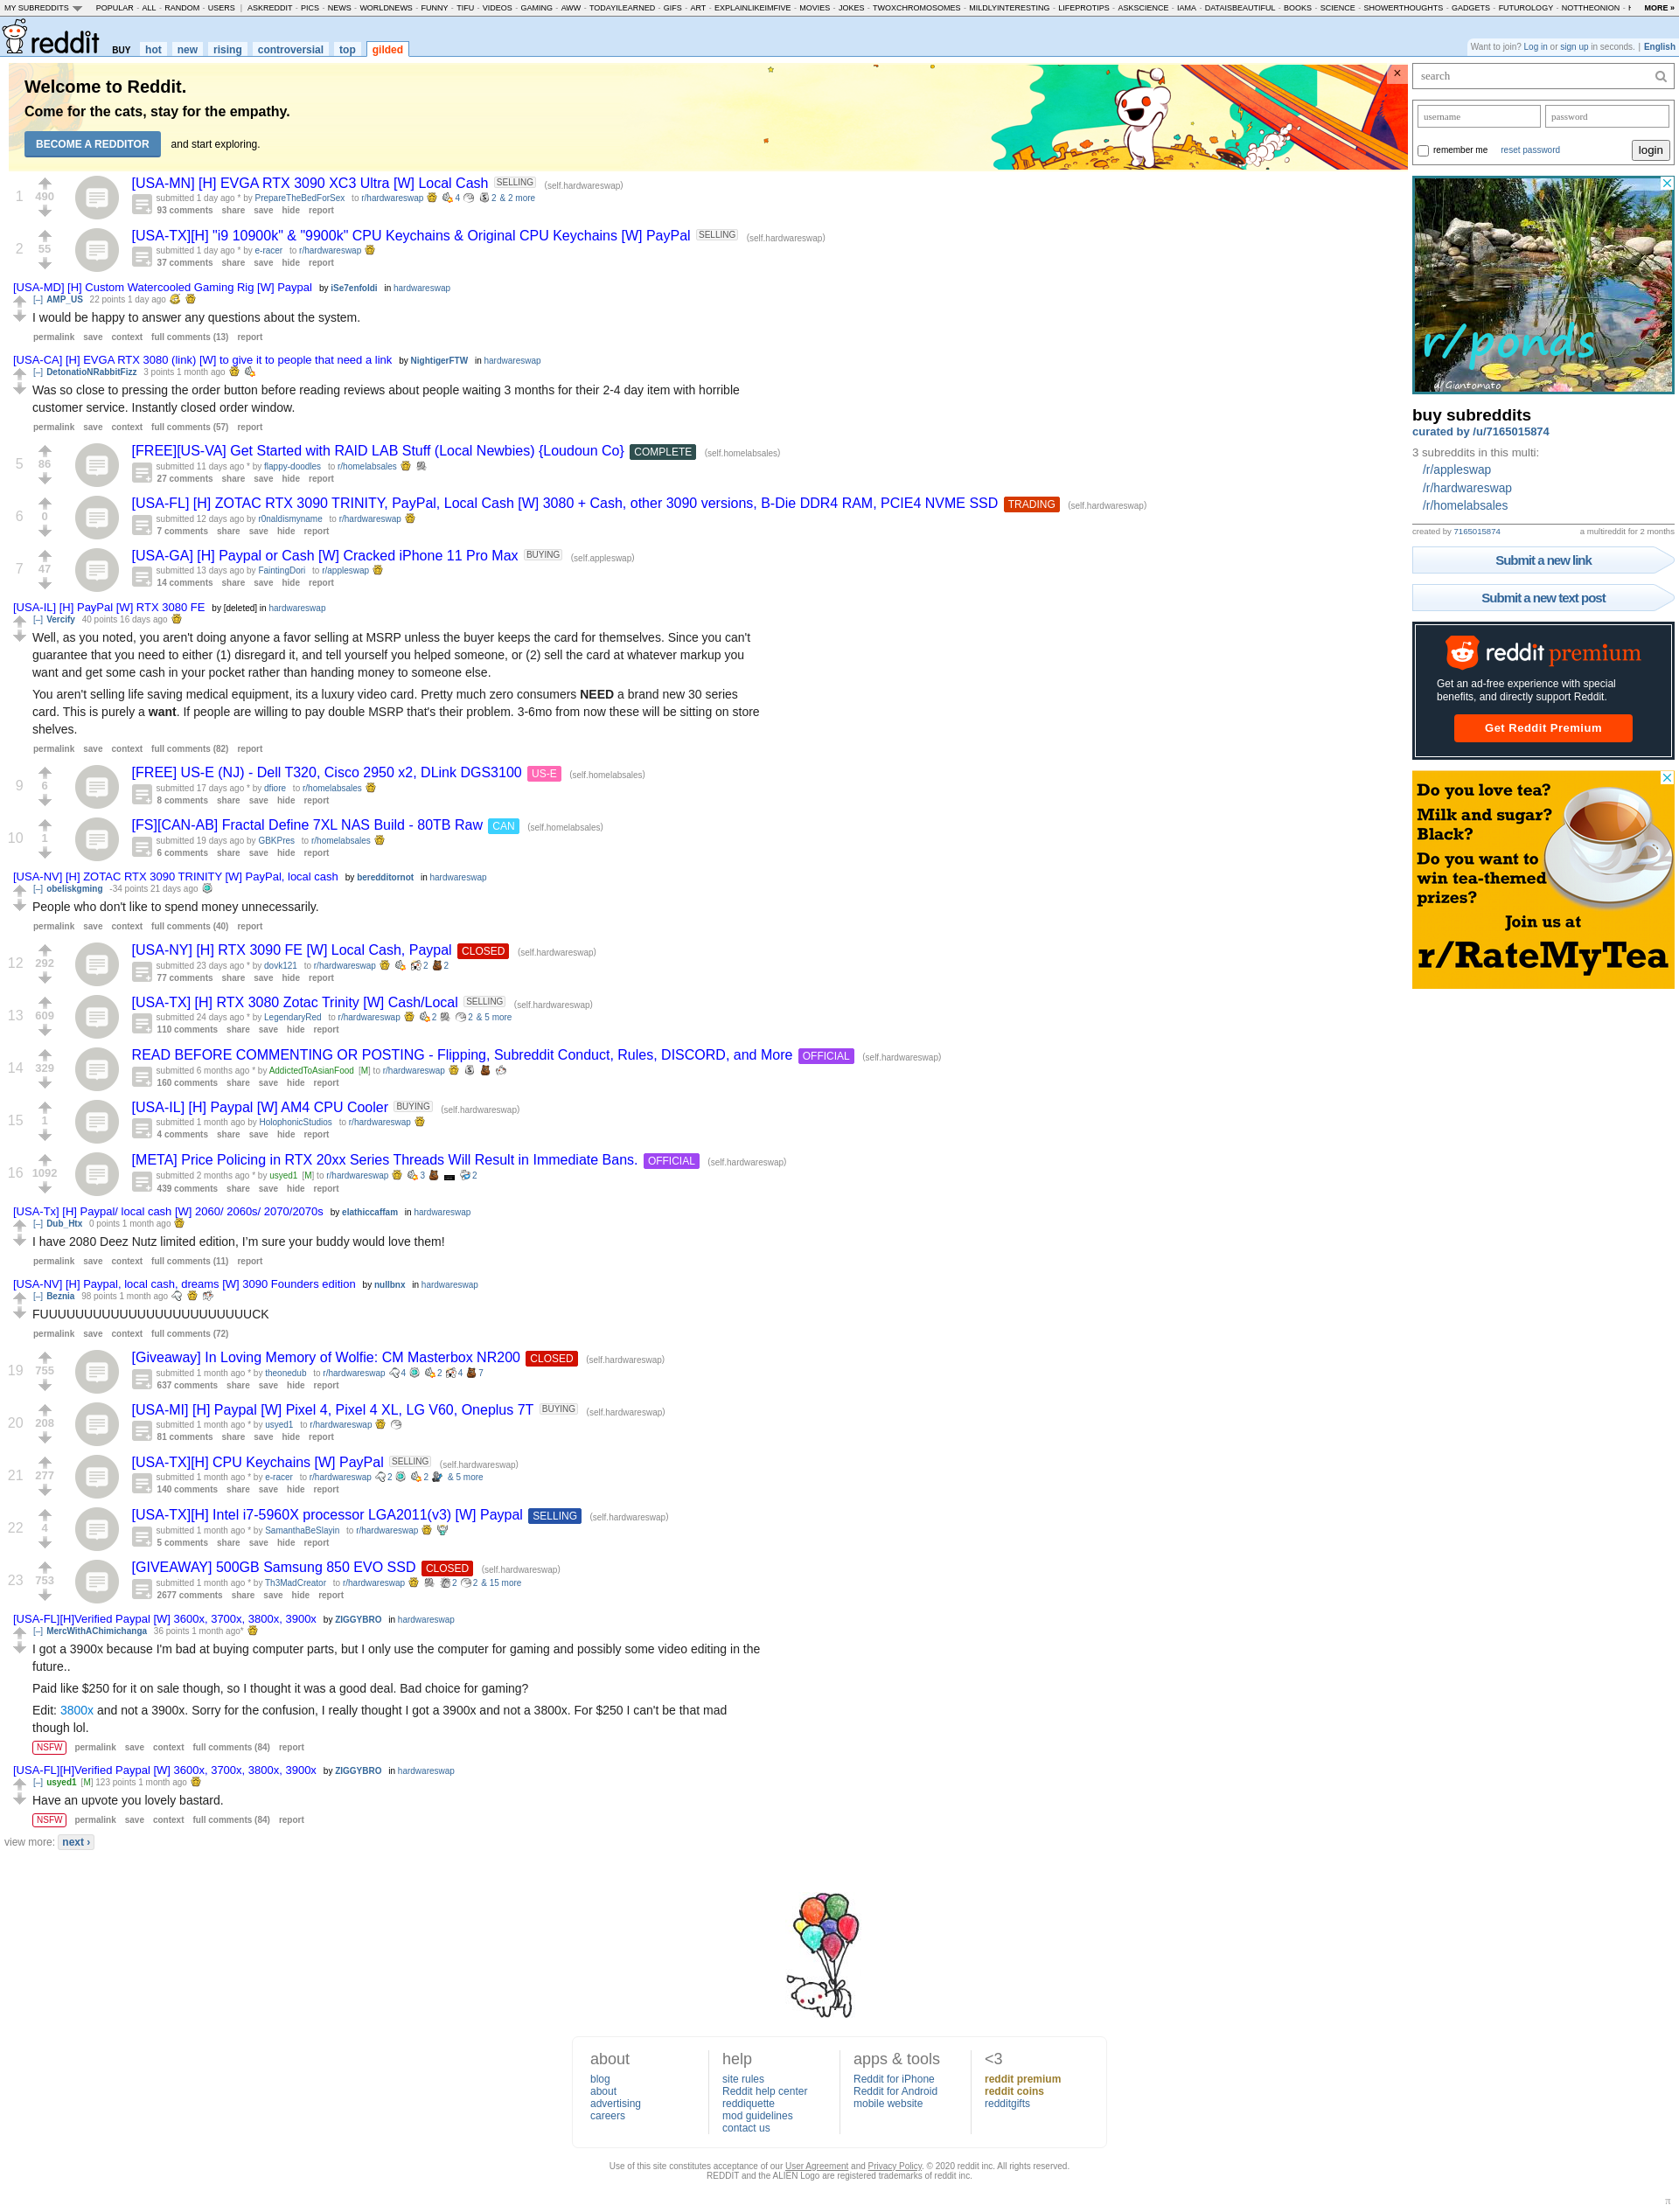 MY SUBREDDITS POPULAR - ALL - RANDOM - USERS | ASKREDDIT - PICS - NEWS - WORLDNEWS - FUNNY - TIFU - VIDEOS - GAMING - AWW - TODAYILEARNED - GIFS - ART - EXPLAINLIKEIMFIVE - MOVIES - JOKES - TWOXCHROMOSOMES - MILDLYINTERESTING - LIFEPROTIPS - ASKSCIENCE - IAMA - DATAISBEAUTIFUL - BOOKS - SCIENCE - SHOWERTHOUGHTS - GADGETS - FUTUROLOGY - NOTTHEONION - MORE »
reddit BUY hot new rising controversial top gilded
Want to join? Log in or sign up in seconds. | English
Welcome to Reddit.
Come for the cats, stay for the empathy.
BECOME A REDDITOR and start exploring.
×
search
username password
remember me reset password login
1 490 [USA-MN] [H] EVGA RTX 3090 XC3 Ultra [W] Local Cash SELLING (self.hardwareswap)
submitted 1 day ago * by PrepareTheBedForSex to r/hardwareswap 4 2 & 2 more
93 comments share save hide report
2 55 [USA-TX][H] "i9 10900k" & "9900k" CPU Keychains & Original CPU Keychains [W] PayPal SELLING (self.hardwareswap)
submitted 1 day ago * by e-racer to r/hardwareswap
37 comments share save hide report
[USA-MD] [H] Custom Watercooled Gaming Rig [W] Paypal by iSe7enfoldi in hardwareswap
[–] AMP_US 22 points 1 day ago
I would be happy to answer any questions about the system.
permalink save context full comments (13) report
[USA-CA] [H] EVGA RTX 3080 (link) [W] to give it to people that need a link by NightigerFTW in hardwareswap
[–] DetonatioNRabbitFizz 3 points 1 month ago
Was so close to pressing the order button before reading reviews about people waiting 3 months for their 2-4 day item with horrible
customer service. Instantly closed order window.
permalink save context full comments (57) report
5 86 [FREE][US-VA] Get Started with RAID LAB Stuff (Local Newbies) {Loudoun Co} COMPLETE (self.homelabsales)
submitted 11 days ago * by flappy-doodles to r/homelabsales
27 comments share save hide report
6 0 [USA-FL] [H] ZOTAC RTX 3090 TRINITY, PayPal, Local Cash [W] 3080 + Cash, other 3090 versions, B-Die DDR4 RAM, PCIE4 NVME SSD TRADING (self.hardwareswap)
submitted 12 days ago by r0naldismyname to r/hardwareswap
7 comments share save hide report
7 47 [USA-GA] [H] Paypal or Cash [W] Cracked iPhone 11 Pro Max BUYING (self.appleswap)
submitted 13 days ago by FaintingDori to r/appleswap
14 comments share save hide report
[USA-IL] [H] PayPal [W] RTX 3080 FE by [deleted] in hardwareswap
[–] Vercify 40 points 16 days ago
Well, as you noted, you aren't doing anyone a favor selling at MSRP unless the buyer keeps the card for themselves. Since you can't
guarantee that you need to either (1) disregard it, and tell yourself you helped someone, or (2) sell the card at whatever markup you
want and get some cash in your pocket rather than handing money to someone else.
You aren't selling life saving medical equipment, its a luxury video card. Pretty much zero consumers NEED a brand new 30 series
card. This is purely a want. If people are willing to pay double MSRP that's their problem. 3-6mo from now these will be sitting on store
shelves.
permalink save context full comments (82) report
9 6 [FREE] US-E (NJ) - Dell T320, Cisco 2950 x2, DLink DGS3100 US-E (self.homelabsales)
submitted 17 days ago * by dfiore to r/homelabsales
8 comments share save hide report
10 1 [FS][CAN-AB] Fractal Define 7XL NAS Build - 80TB Raw CAN (self.homelabsales)
submitted 19 days ago by GBKPres to r/homelabsales
6 comments share save hide report
[USA-NV] [H] ZOTAC RTX 3090 TRINITY [W] PayPal, local cash by beredditornot in hardwareswap
[–] obeliskgming -34 points 21 days ago
People who don't like to spend money unnecessarily.
permalink save context full comments (40) report
12 292 [USA-NY] [H] RTX 3090 FE [W] Local Cash, Paypal CLOSED (self.hardwareswap)
submitted 23 days ago * by dovk121 to r/hardwareswap 2 2
77 comments share save hide report
13 609 [USA-TX] [H] RTX 3080 Zotac Trinity [W] Cash/Local SELLING (self.hardwareswap)
submitted 24 days ago * by LegendaryRed to r/hardwareswap 2 2 & 5 more
110 comments share save hide report
14 329 READ BEFORE COMMENTING OR POSTING - Flipping, Subreddit Conduct, Rules, DISCORD, and More OFFICIAL (self.hardwareswap)
submitted 6 months ago * by AddictedToAsianFood [M] to r/hardwareswap
160 comments share save hide report
15 1 [USA-IL] [H] Paypal [W] AM4 CPU Cooler BUYING (self.hardwareswap)
submitted 1 month ago by HolophonicStudios to r/hardwareswap
4 comments share save hide report
16 1092 [META] Price Policing in RTX 20xx Series Threads Will Result in Immediate Bans. OFFICIAL (self.hardwareswap)
submitted 2 months ago * by usyed1 [M] to r/hardwareswap 3 2
439 comments share save hide report
[USA-Tx] [H] Paypal/ local cash [W] 2060/ 2060s/ 2070/2070s by elathiccaffam in hardwareswap
[–] Dub_Htx 0 points 1 month ago
I have 2080 Deez Nutz limited edition, I'm sure your buddy would love them!
permalink save context full comments (11) report
[USA-NV] [H] Paypal, local cash, dreams [W] 3090 Founders edition by nullbnx in hardwareswap
[–] Beznia 98 points 1 month ago
FUUUUUUUUUUUUUUUUUUUUUUUUCK
permalink save context full comments (72)
19 755 [Giveaway] In Loving Memory of Wolfie: CM Masterbox NR200 CLOSED (self.hardwareswap)
submitted 1 month ago * by theonedub to r/hardwareswap 4 2 4 7
637 comments share save hide report
20 208 [USA-MI] [H] Paypal [W] Pixel 4, Pixel 4 XL, LG V60, Oneplus 7T BUYING (self.hardwareswap)
submitted 1 month ago * by usyed1 to r/hardwareswap
81 comments share save hide report
21 277 [USA-TX][H] CPU Keychains [W] PayPal SELLING (self.hardwareswap)
submitted 1 month ago * by e-racer to r/hardwareswap 2 2 & 5 more
140 comments share save hide report
22 4 [USA-TX][H] Intel i7-5960X processor LGA2011(v3) [W] Paypal SELLING (self.hardwareswap)
submitted 1 month ago * by SamanthaBeSlayin to r/hardwareswap
5 comments share save hide report
23 753 [GIVEAWAY] 500GB Samsung 850 EVO SSD CLOSED (self.hardwareswap)
submitted 1 month ago * by Th3MadCreator to r/hardwareswap 2 2 & 15 more
2677 comments share save hide report
[USA-FL][H]Verified Paypal [W] 3600x, 3700x, 3800x, 3900x by ZIGGYBRO in hardwareswap
[–] MercWithAChimichanga 36 points 1 month ago*
I got a 3900x because I'm bad at buying computer parts, but I only use the computer for gaming and possibly some video editing in the
future..
Paid like $250 for it on sale though, so I thought it was a good deal. Bad choice for gaming?
Edit: 3800x and not a 3900x. Sorry for the confusion, I really thought I got a 3900x and not a 3800x. For $250 I can't be that mad
though lol.
NSFW permalink save context full comments (84) report
[USA-FL][H]Verified Paypal [W] 3600x, 3700x, 3800x, 3900x by ZIGGYBRO in hardwareswap
[–] usyed1 [M] 123 points 1 month ago
Have an upvote you lovely bastard.
NSFW permalink save context full comments (84) report
view more: next ›
r/ponds
d/Giantomato
buy subreddits
curated by /u/7165015874
3 subreddits in this multi:
/r/appleswap
/r/hardwareswap
/r/homelabsales
created by 7165015874 a multireddit for 2 months
Submit a new link
Submit a new text post
reddit premium
Get an ad-free experience with special
benefits, and directly support Reddit.
Get Reddit Premium
Do you love tea?
Milk and sugar?
Black?
Do you want to
win tea-themed
prizes?
Join us at
r/RateMyTea
about
blog
about
advertising
careers
help
site rules
Reddit help center
reddiquette
mod guidelines
contact us
apps & tools
Reddit for iPhone
Reddit for Android
mobile website
<3
reddit premium
reddit coins
redditgifts
Use of this site constitutes acceptance of our User Agreement and Privacy Policy. © 2020 reddit inc. All rights reserved.
REDDIT and the ALIEN Logo are registered trademarks of reddit inc.
π